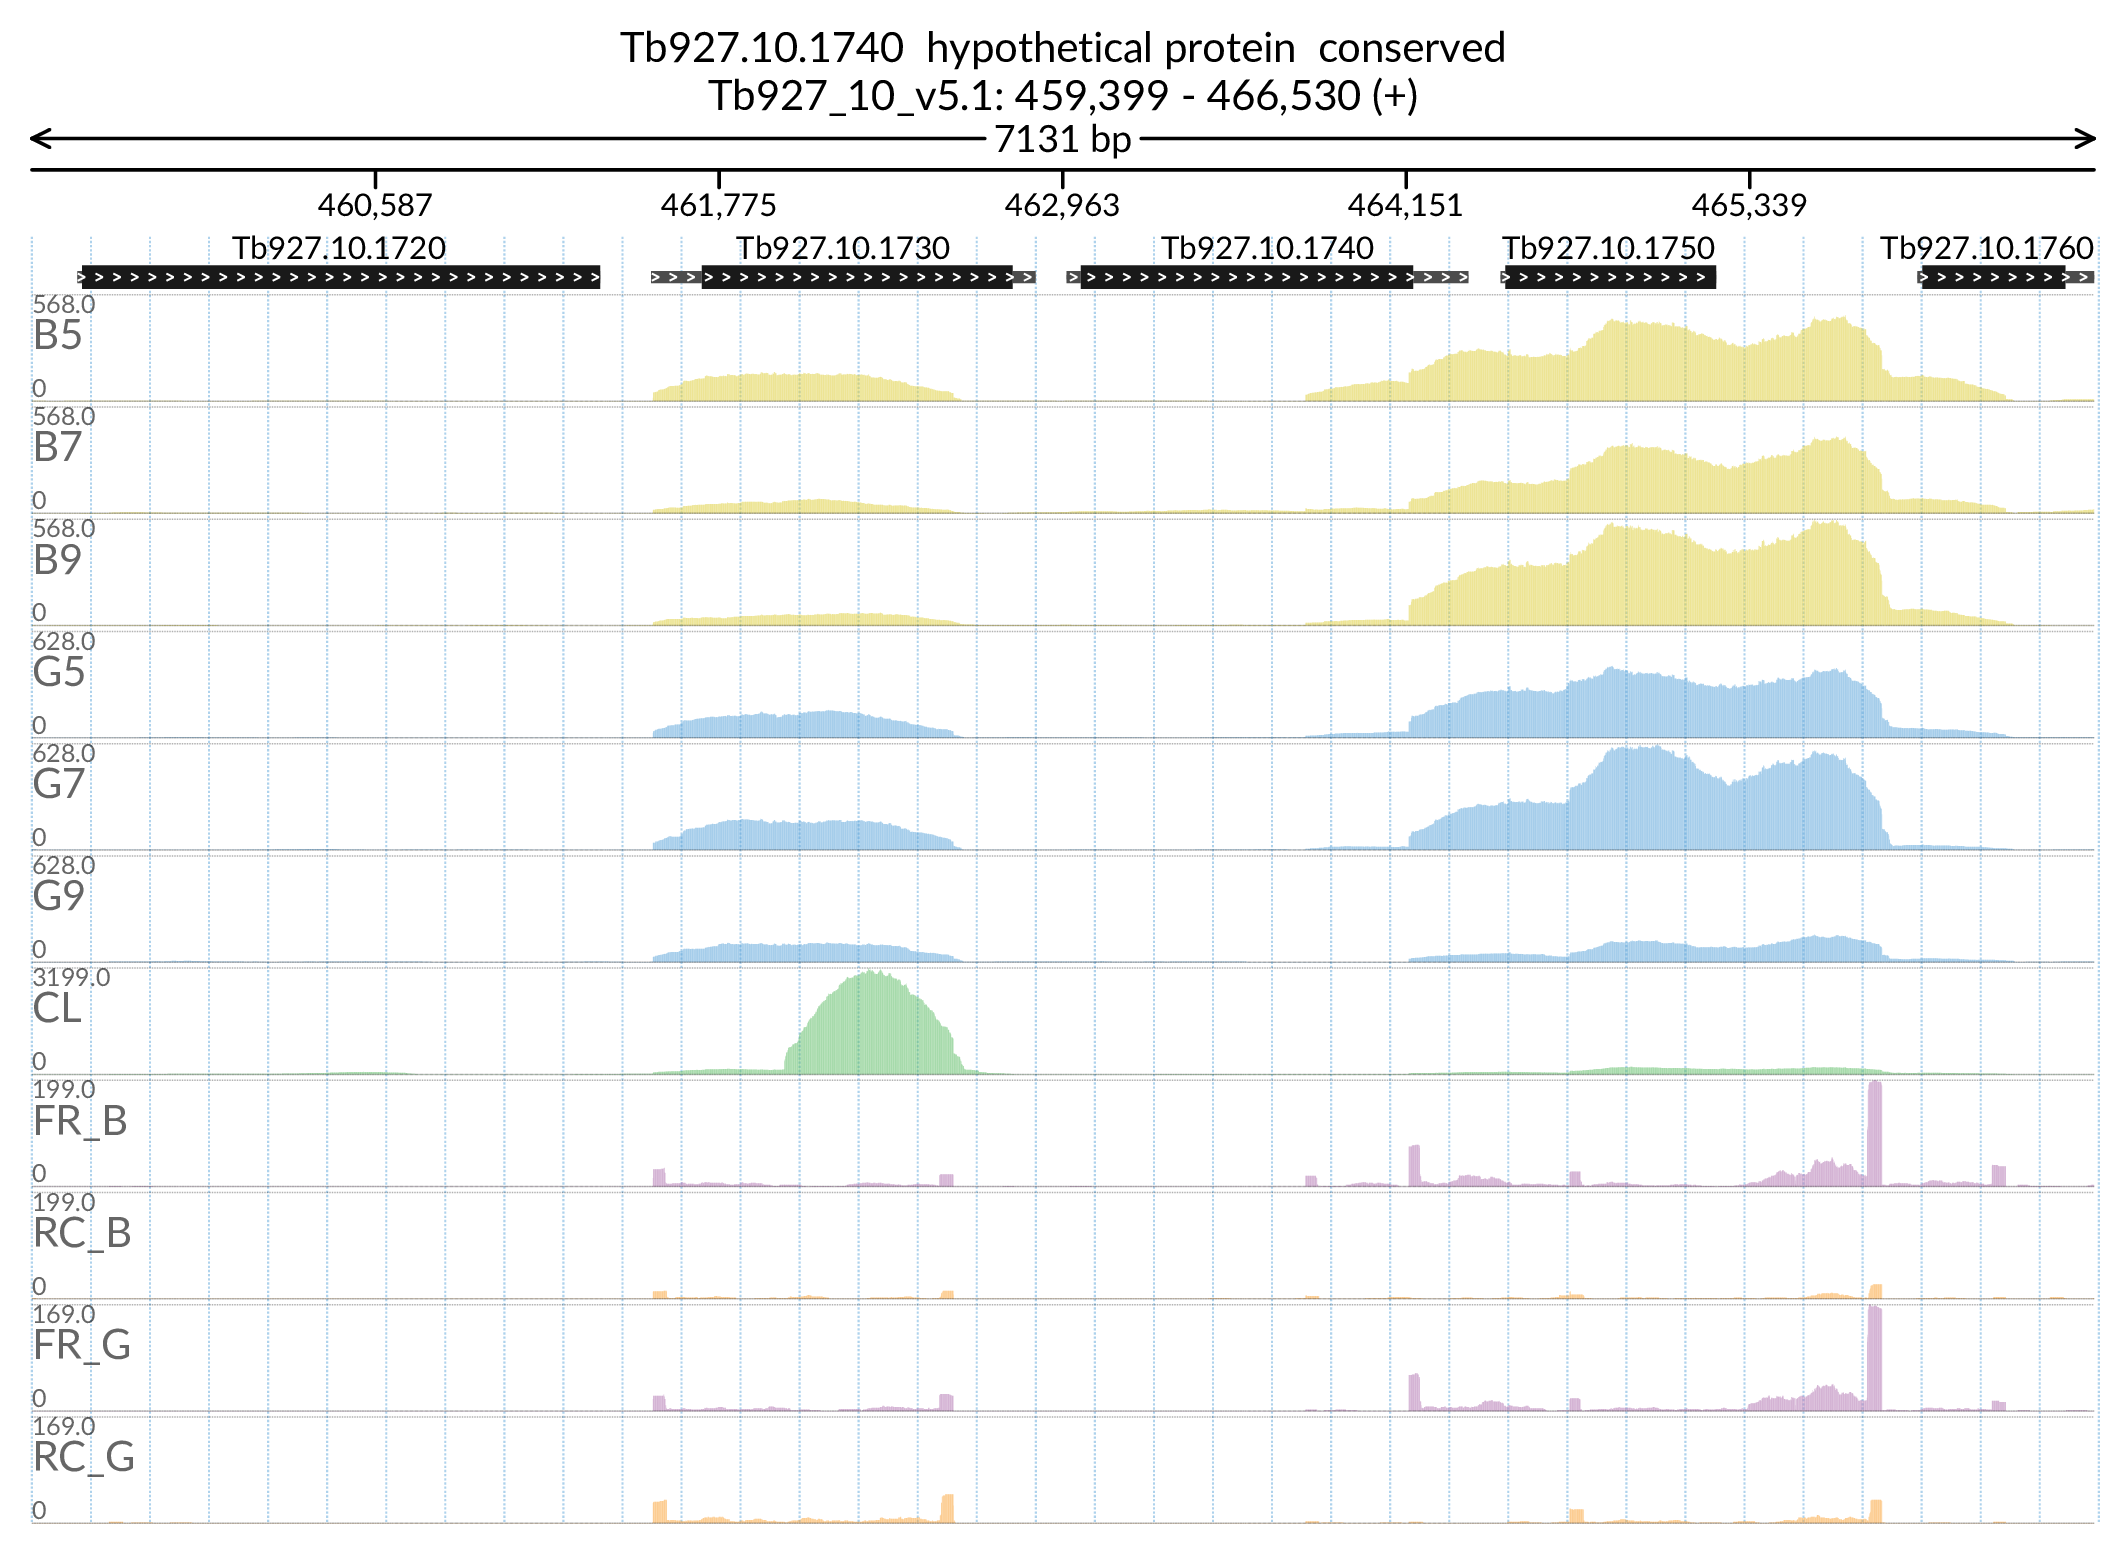 Tb927.10.1740 hypothetical protein conserved
Tb927_10_v5.1: 459,399 - 466,530 (+)
7131 bp
460,587 461,775 462,963 464,151 465,339
Tb927.10.1720 Tb927.10.1730 Tb927.10.1740 Tb927.10.1750 Tb927.10.1760
568.0
B5
0
568.0
B7
0
568.0
B9
0
628.0
G5
0
628.0
G7
0
628.0
G9
0
3199.0
CL
0
199.0
FR_B
0
199.0
RC_B
0
169.0
FR_G
0
169.0
RC_G
0